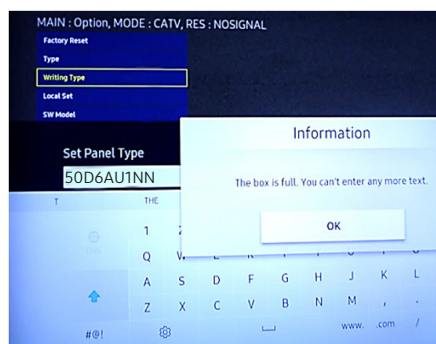 MAIN : Option, MODE : CATV, RES : NOSIGNAL
Factory Reset
Type
Writing Type
Local Set
SW Model
Set Panel Type
50D6AU1NN
Information
The box is full. You can't enter any more text.
OK
T THE
1
Q W
A S D F G H J K L
Z X C V B N M , .
#@! www. .com /